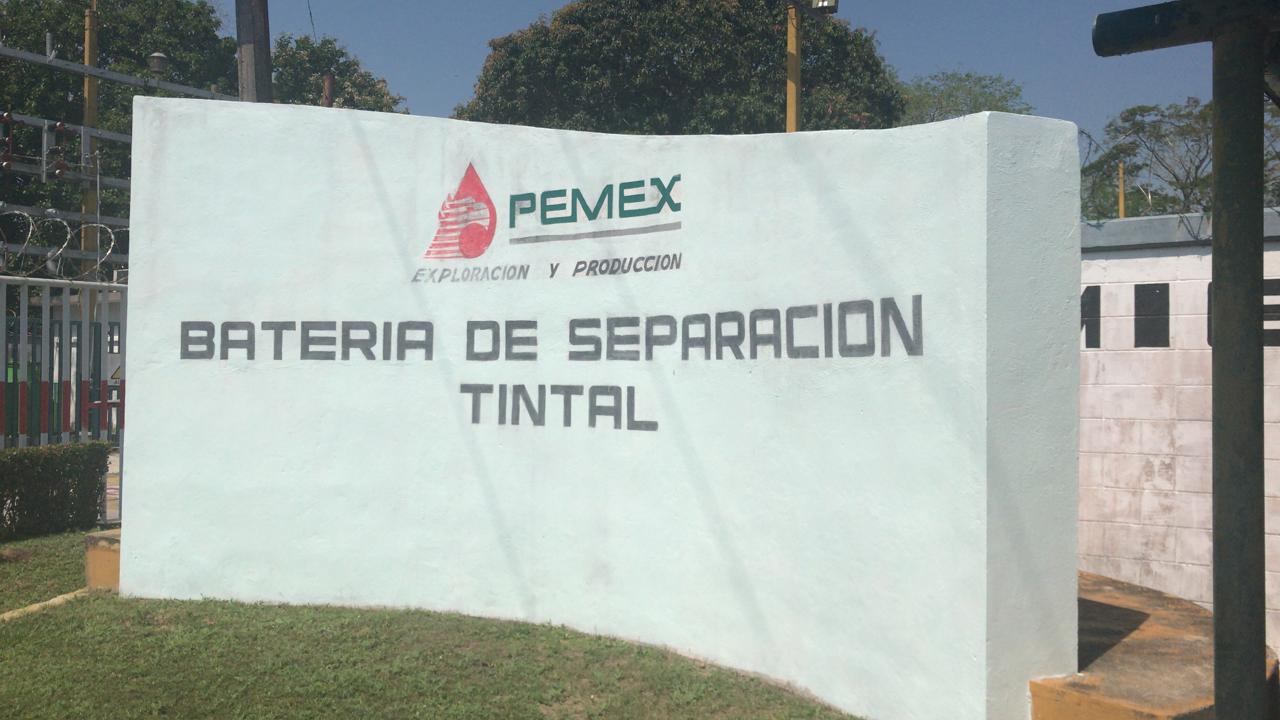 PEMEX
EXPLORACION Y PRODUCCION
BATERIA DE SEPARACION
TINTAL